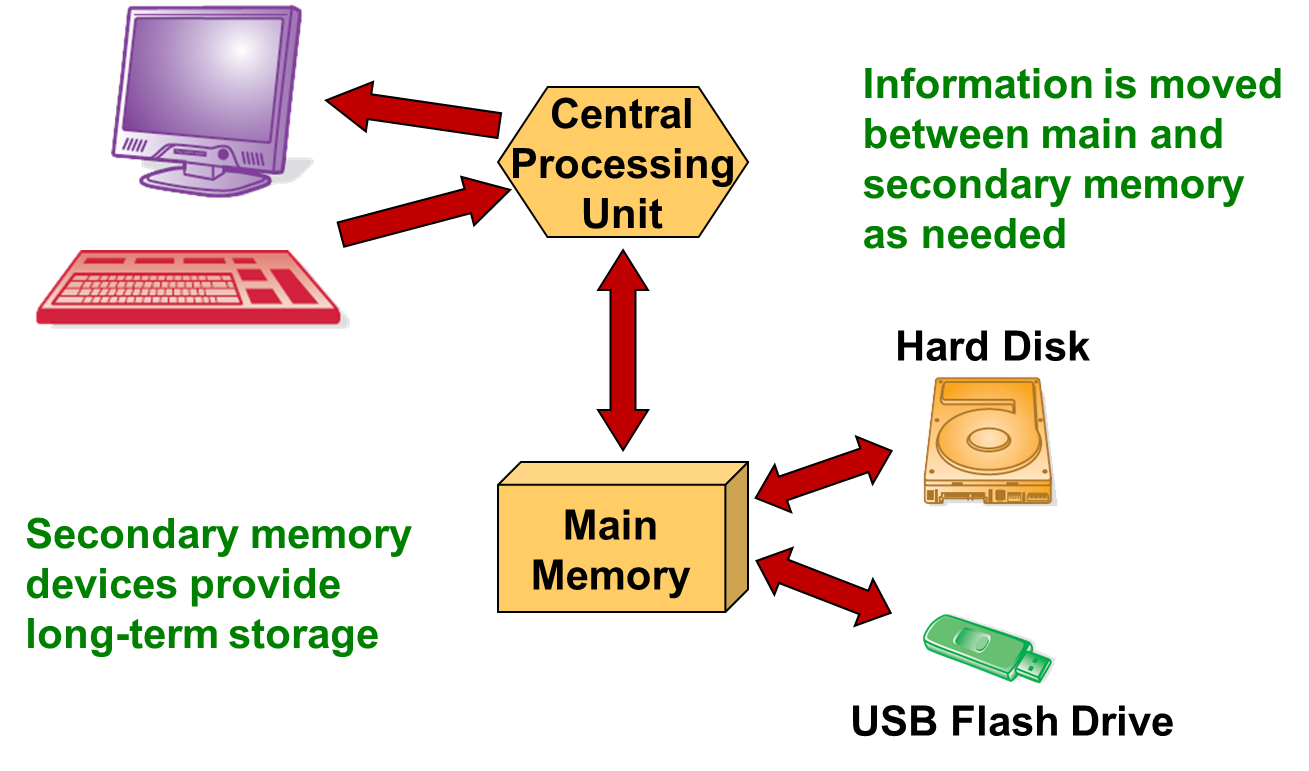 Central
Processing
Unit
Information is moved
between main and
secondary memory
as needed
Hard Disk
Main
Memory
Secondary memory
devices provide
long-term storage
USB Flash Drive